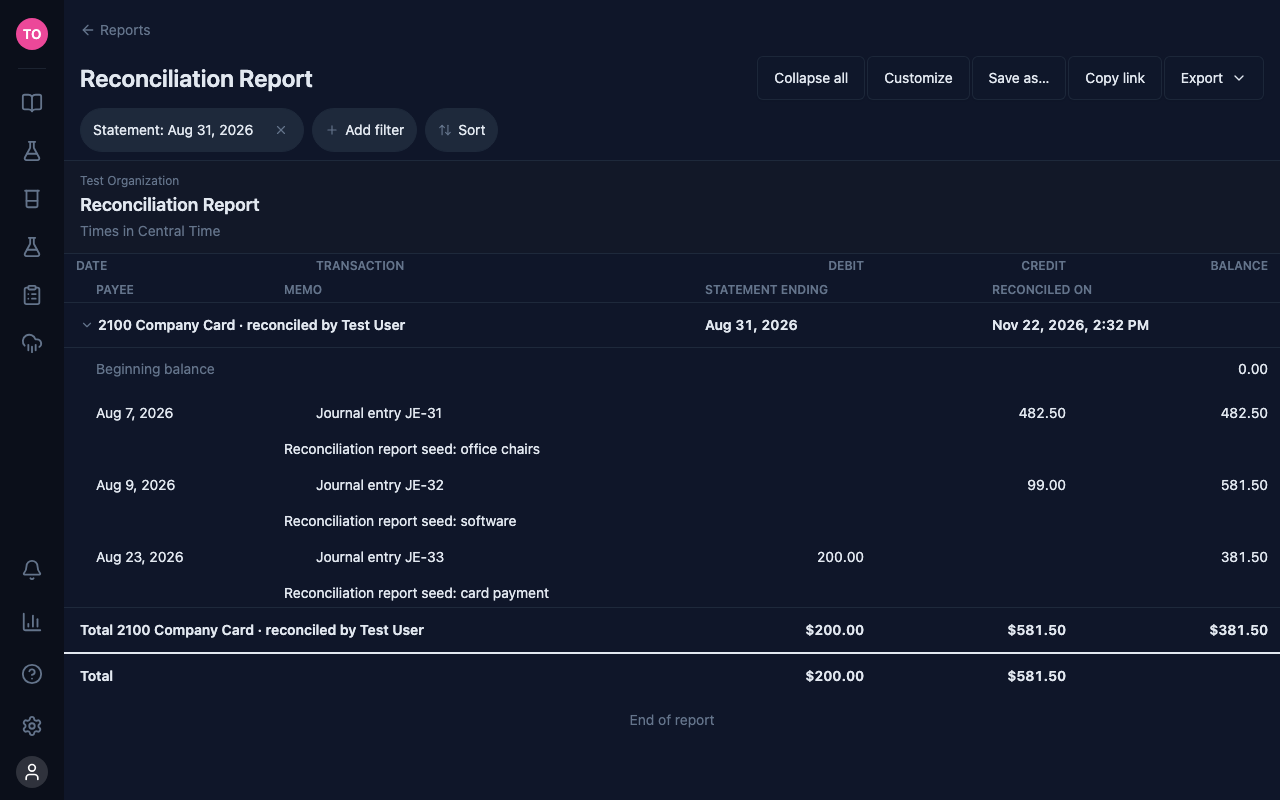 TO
Reports
Reconciliation Report
Collapse all
Customize
Save as...
Copy link
Export
Statement: Aug 31, 2026
Add filter
Sort
Test Organization
Reconciliation Report
Times in Central Time
DATE TRANSACTION DEBIT CREDIT BALANCE
PAYEE MEMO STATEMENT ENDING RECONCILED ON
2100 Company Card · reconciled by Test User Aug 31, 2026 Nov 22, 2026, 2:32 PM
Beginning balance 0.00
Aug 7, 2026 Journal entry JE-31 482.50 482.50
Reconciliation report seed: office chairs
Aug 9, 2026 Journal entry JE-32 99.00 581.50
Reconciliation report seed: software
Aug 23, 2026 Journal entry JE-33 200.00 381.50
Reconciliation report seed: card payment
Total 2100 Company Card · reconciled by Test User $200.00 $581.50 $381.50
Total $200.00 $581.50
End of report